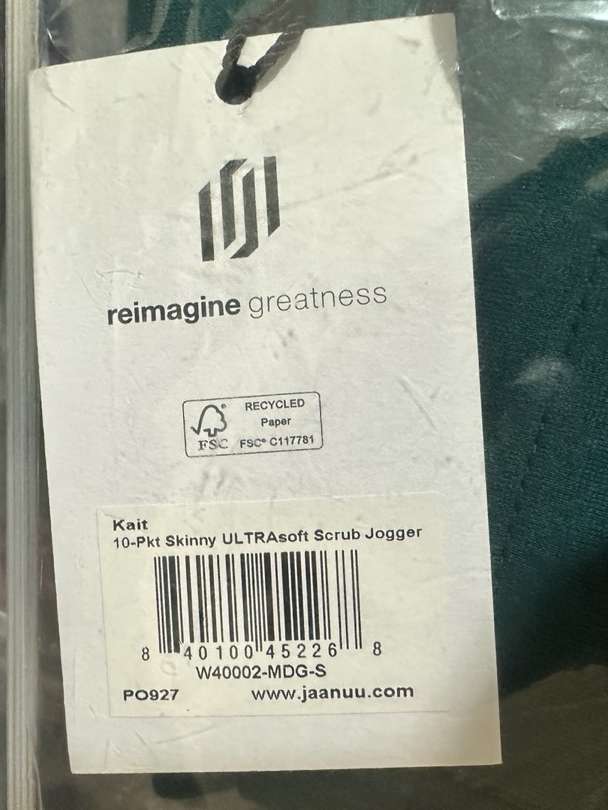 reimagine greatness
RECYCLED
Paper
FSC® C117781
FSC
Kait
10-Pkt Skinny ULTRAsoft Scrub Jogger
8 40100 45226 8
W40002-MDG-S
PO927 www.jaanuu.com